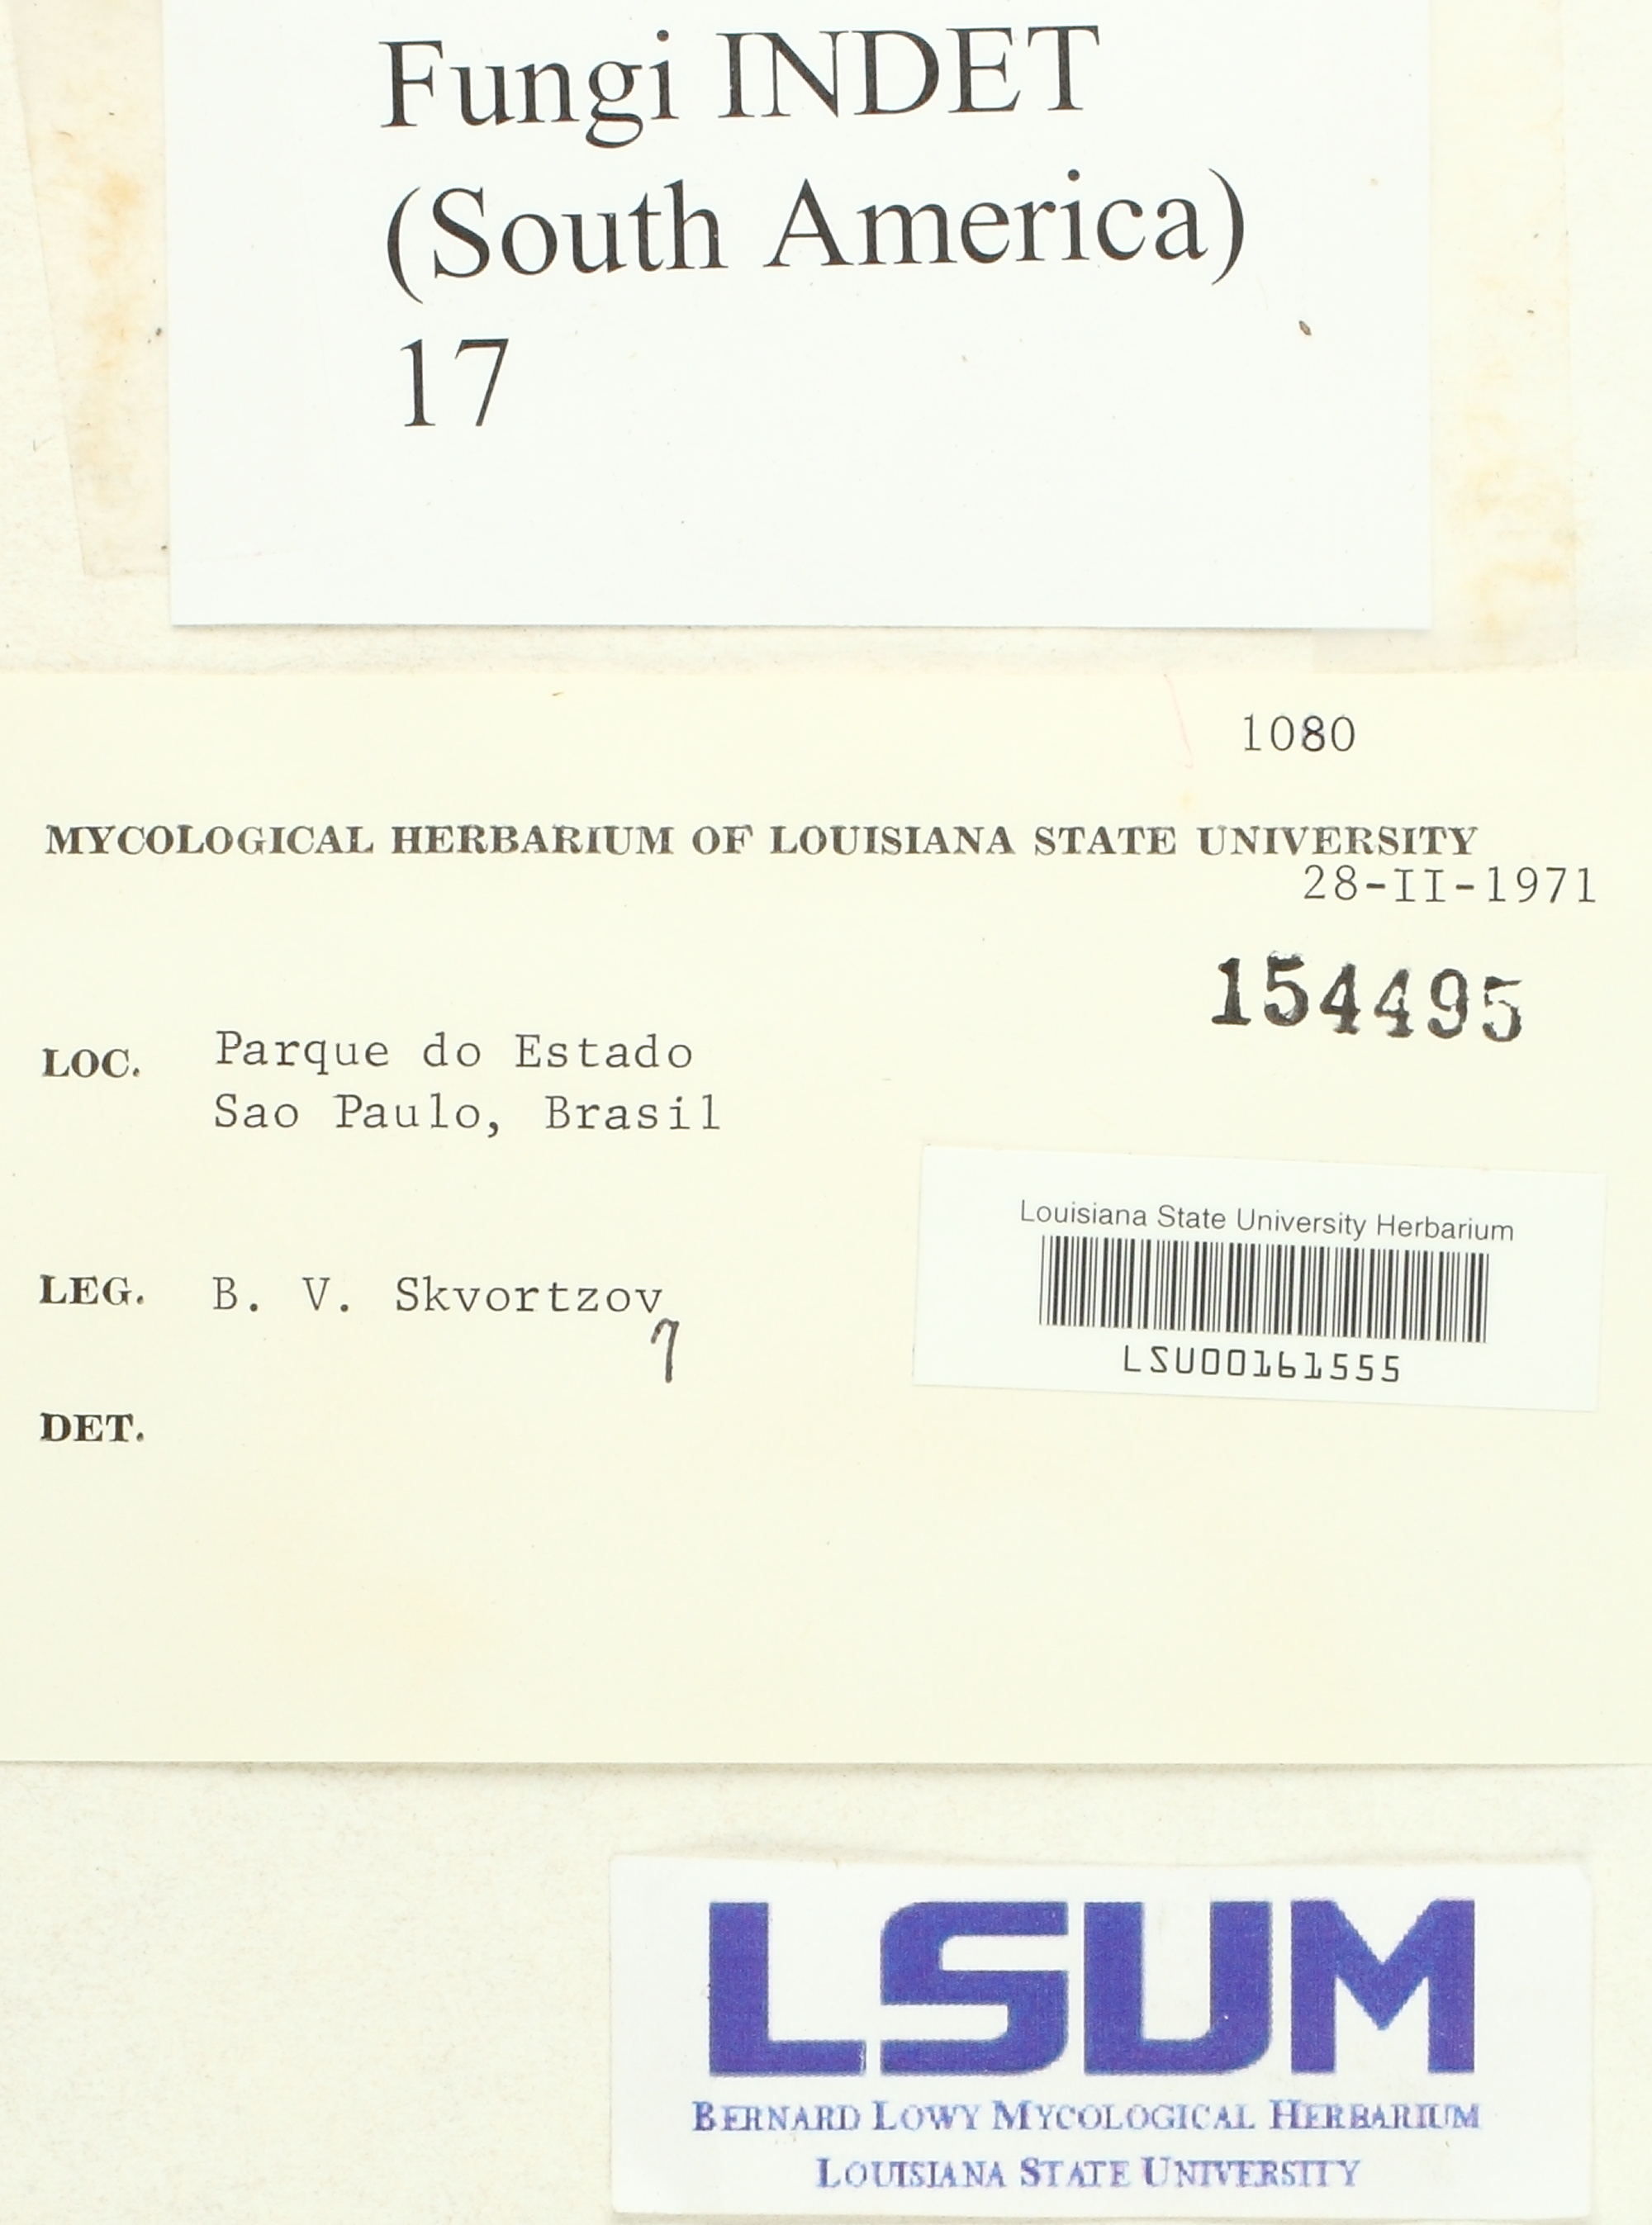 Fungi INDET
(South America)
17
1080
MYCOLOGICAL HERBARIUM OF LOUISIANA STATE UNIVERSITY
28-II-1971
154495
LOC. Parque do Estado
Sao Paulo, Brasil
Louisiana State University Herbarium
LSU00161555
LEG. B. V. Skvortzov
7
DET.
LSUM
BERNARD LOWY MYCOLOGICAL HERBARIUM
LOUISIANA STATE UNIVERSITY